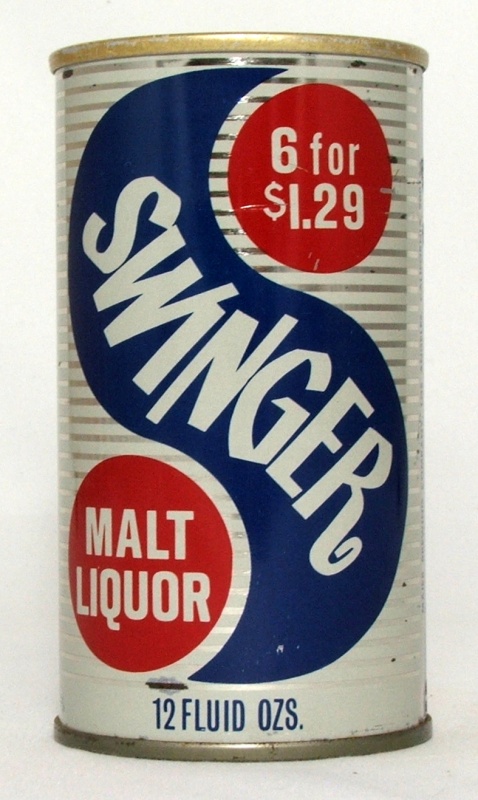 6 for
$1.29
SWINGER
MALT
LIQUOR
12 FLUID OZS.